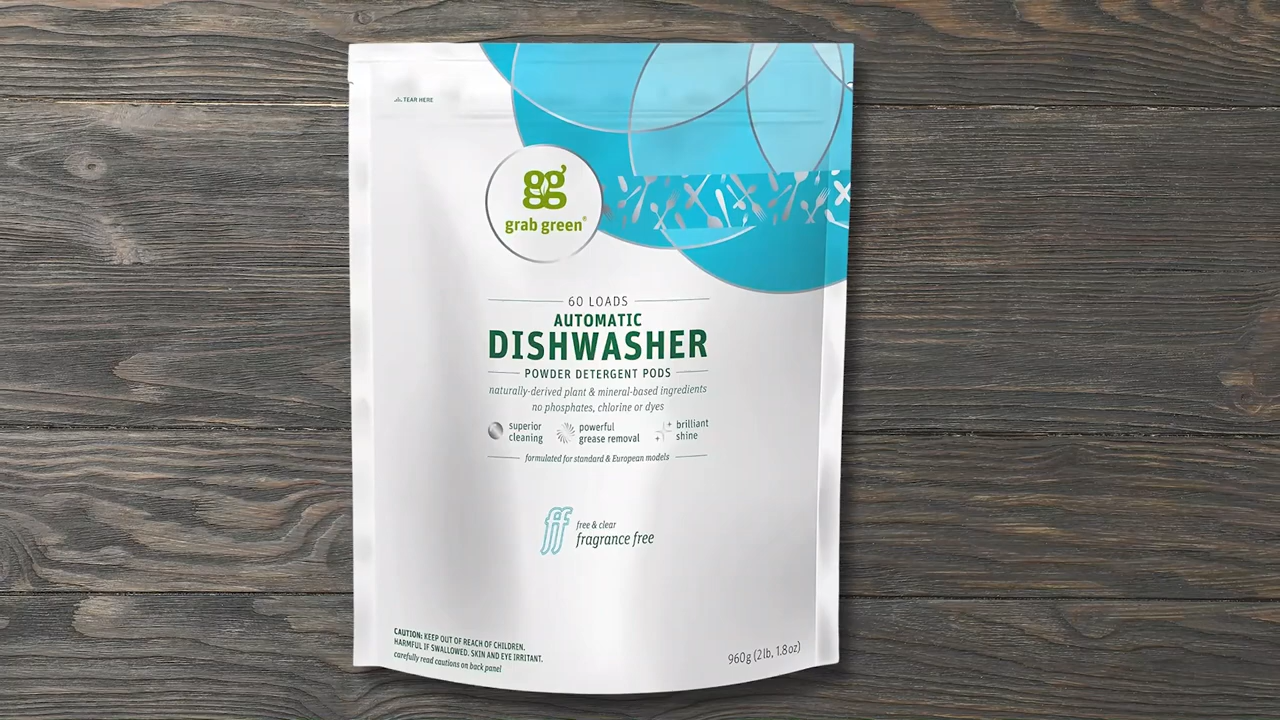 TEAR HERE
gg
grab green®
60 LOADS
AUTOMATIC
DISHWASHER
POWDER DETERGENT PODS
naturally-derived plant & mineral-based ingredients
no phosphates, chlorine or dyes
superior
cleaning
powerful
grease removal
brilliant
shine
formulated for standard & European models
ff
free & clear
fragrance free
CAUTION: KEEP OUT OF REACH OF CHILDREN.
HARMFUL IF SWALLOWED. SKIN AND EYE IRRITANT.
carefully read cautions on back panel
960g (2lb, 1.8oz)